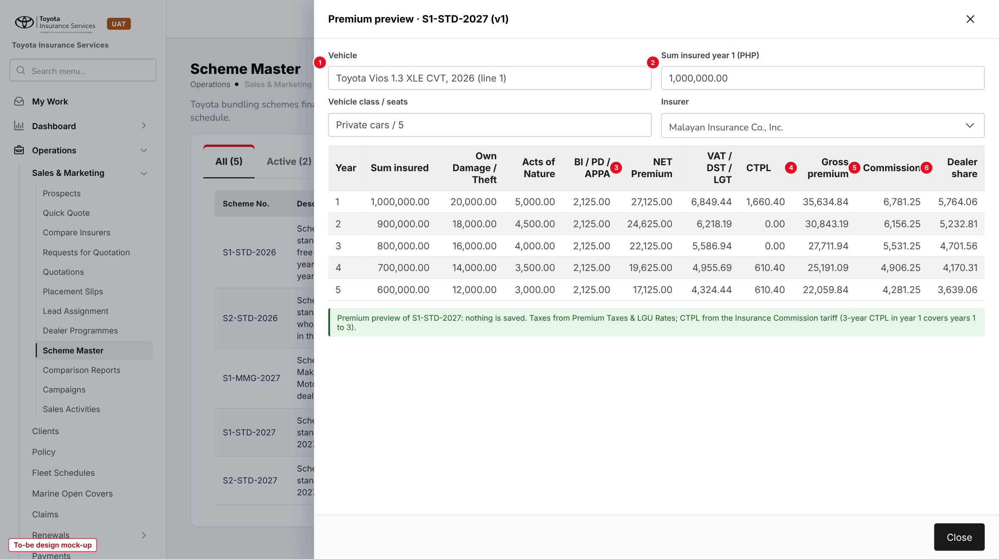 Toyota
Insurance Services
UAT
Toyota Insurance Services
Search menu...
My Work
Dashboard
Operations
Sales & Marketing
Prospects
Quick Quote
Compare Insurers
Requests for Quotation
Quotations
Placement Slips
Lead Assignment
Dealer Programmes
Scheme Master
Comparison Reports
Campaigns
Sales Activities
Clients
Policy
Fleet Schedules
Marine Open Covers
Claims
Renewals
To-be design mock-up
Payments
Scheme Master
Operations • Sales & Marketing
Toyota bundling schemes fina
schedule.
All (5) Active (2)
Scheme No. Desc
S1-STD-2026
Sche
stan
free
year
year
S2-STD-2026
Sche
stan
who
in th
S1-MMG-2027
Sche
Mak
Moto
deal
S1-STD-2027
Sche
stan
2027
S2-STD-2027
Sche
stan
2027
Premium preview · S1-STD-2027 (v1)
1 Vehicle
Toyota Vios 1.3 XLE CVT, 2026 (line 1)
2 Sum insured year 1 (PHP)
1,000,000.00
Vehicle class / seats
Private cars / 5
Insurer
Malayan Insurance Co., Inc.
Year Sum insured Own Damage / Theft Acts of Nature BI / PD / APPA 3 NET Premium VAT / DST / LGT CTPL 4 Gross premium 5 Commission 6 Dealer share
1 1,000,000.00 20,000.00 5,000.00 2,125.00 27,125.00 6,849.44 1,660.40 35,634.84 6,781.25 5,764.06
2 900,000.00 18,000.00 4,500.00 2,125.00 24,625.00 6,218.19 0.00 30,843.19 6,156.25 5,232.81
3 800,000.00 16,000.00 4,000.00 2,125.00 22,125.00 5,586.94 0.00 27,711.94 5,531.25 4,701.56
4 700,000.00 14,000.00 3,500.00 2,125.00 19,625.00 4,955.69 610.40 25,191.09 4,906.25 4,170.31
5 600,000.00 12,000.00 3,000.00 2,125.00 17,125.00 4,324.44 610.40 22,059.84 4,281.25 3,639.06
Premium preview of S1-STD-2027: nothing is saved. Taxes from Premium Taxes & LGU Rates; CTPL from the Insurance Commission tariff (3-year CTPL in year 1 covers years 1
to 3).
Close